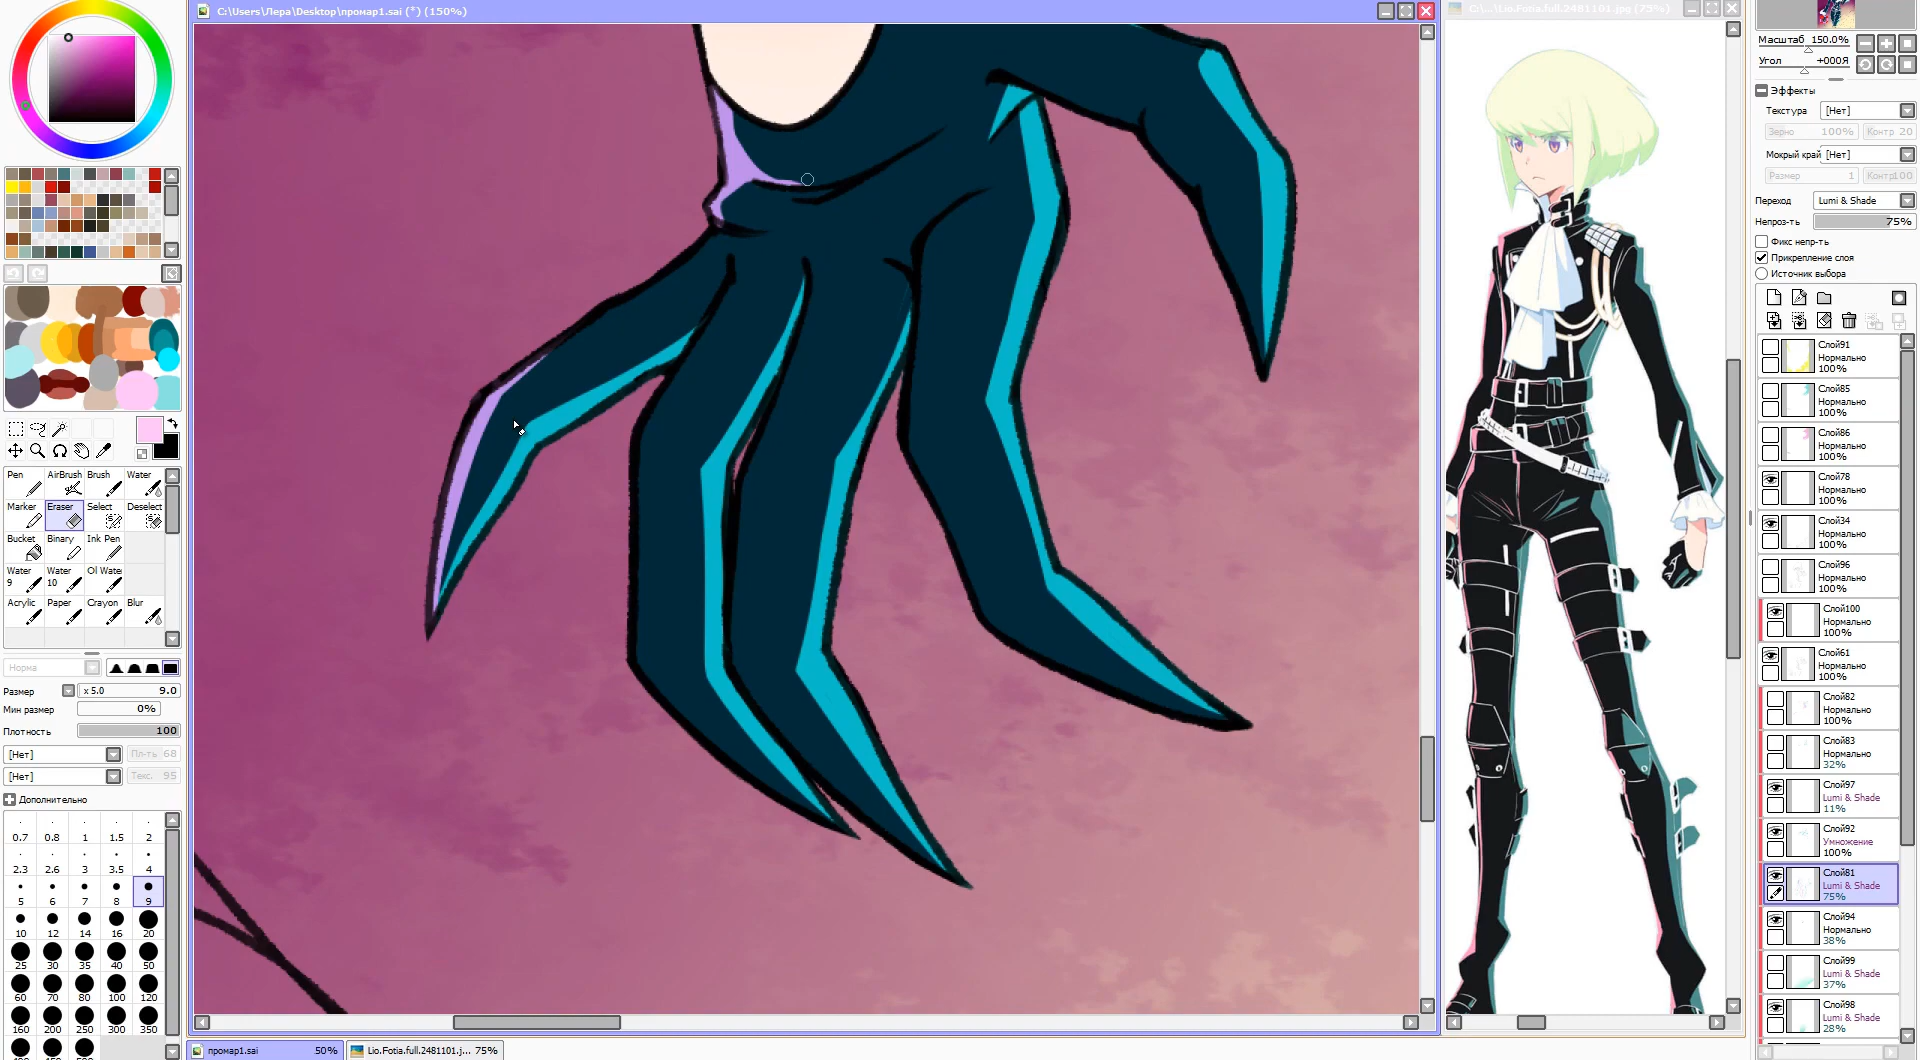 C:\Users\Лера\Desktop\промар1.sai (*) (150%)
C:\...\Lio.Fotia.full.2481101.jpg (75%)
Масштаб 150.0%
Угол +000Я
Эффекты
Текстура [Нет]
Зерно 100% Контр 20
Мокрый край [Нет]
Размер 1 Контр100
Переход Lumi & Shade
Непроз-ть 75%
Фикс непр-ть
Прикрепление слоя
Источник выбора
Слой91
Нормально
100%
Слой85
Нормально
100%
Слой86
Нормально
100%
Слой78
Нормально
100%
Слой34
Нормально
100%
Слой96
Нормально
100%
Слой100
Нормально
100%
Слой61
Нормально
100%
Слой82
Нормально
100%
Слой83
Нормально
32%
Слой97
Lumi & Shade
11%
Слой92
Умножение
100%
Слой81
Lumi & Shade
75%
Слой94
Нормально
38%
Слой99
Lumi & Shade
37%
Слой98
Lumi & Shade
28%
Pen AirBrush Brush Water
Marker Eraser Select Deselect
Bucket Binary Ink Pen
Water 9 Water 10 Ol Wate
Acrylic Paper Crayon Blur
Норма
Размер x 5.0 9.0
Мин размер 0%
Плотность 100
[Нет] Пл-ть 68
[Нет] Текс. 95
Дополнительно
0.7 0.8 1 1.5 2
2.3 2.6 3 3.5 4
5 6 7 8 9
10 12 14 16 20
25 30 35 40 50
60 70 80 100 120
160 200 250 300 350
промар1.sai 50%
Lio.Fotia.full.2481101.j... 75%